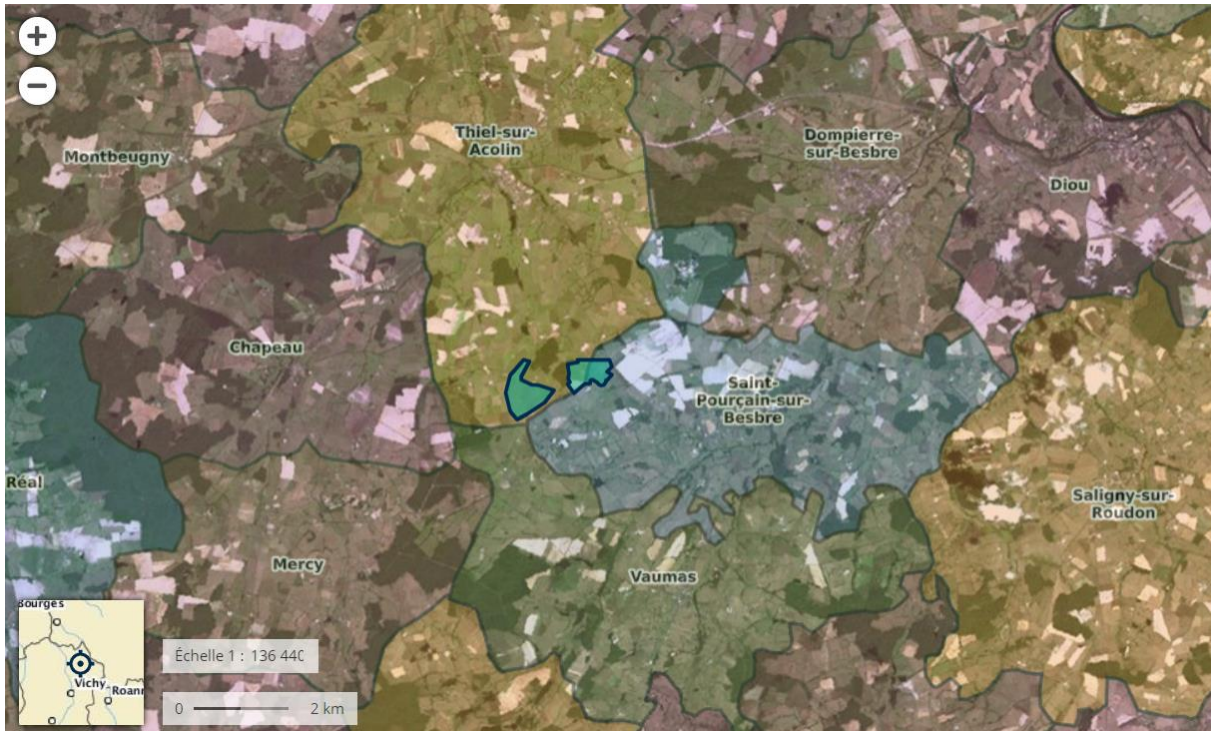 +
−
Thiel-sur-
Acolin
Dompierre-
sur-Besbre
Montbeugny
Diou
Chapeau
Saint-
Pourçain-sur-
Besbre
Réal
Saligny-sur-
Roudon
Mercy
Vaumas
Bourges
Vichy
Roann
Échelle 1 : 136 440
0
2 km